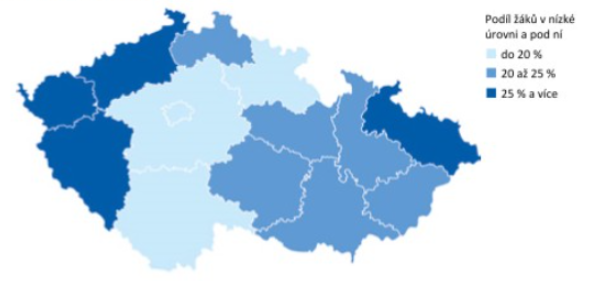 Podíl žáků v nízké
úrovni a pod ní
do 20 %
20 až 25 %
25 % a více